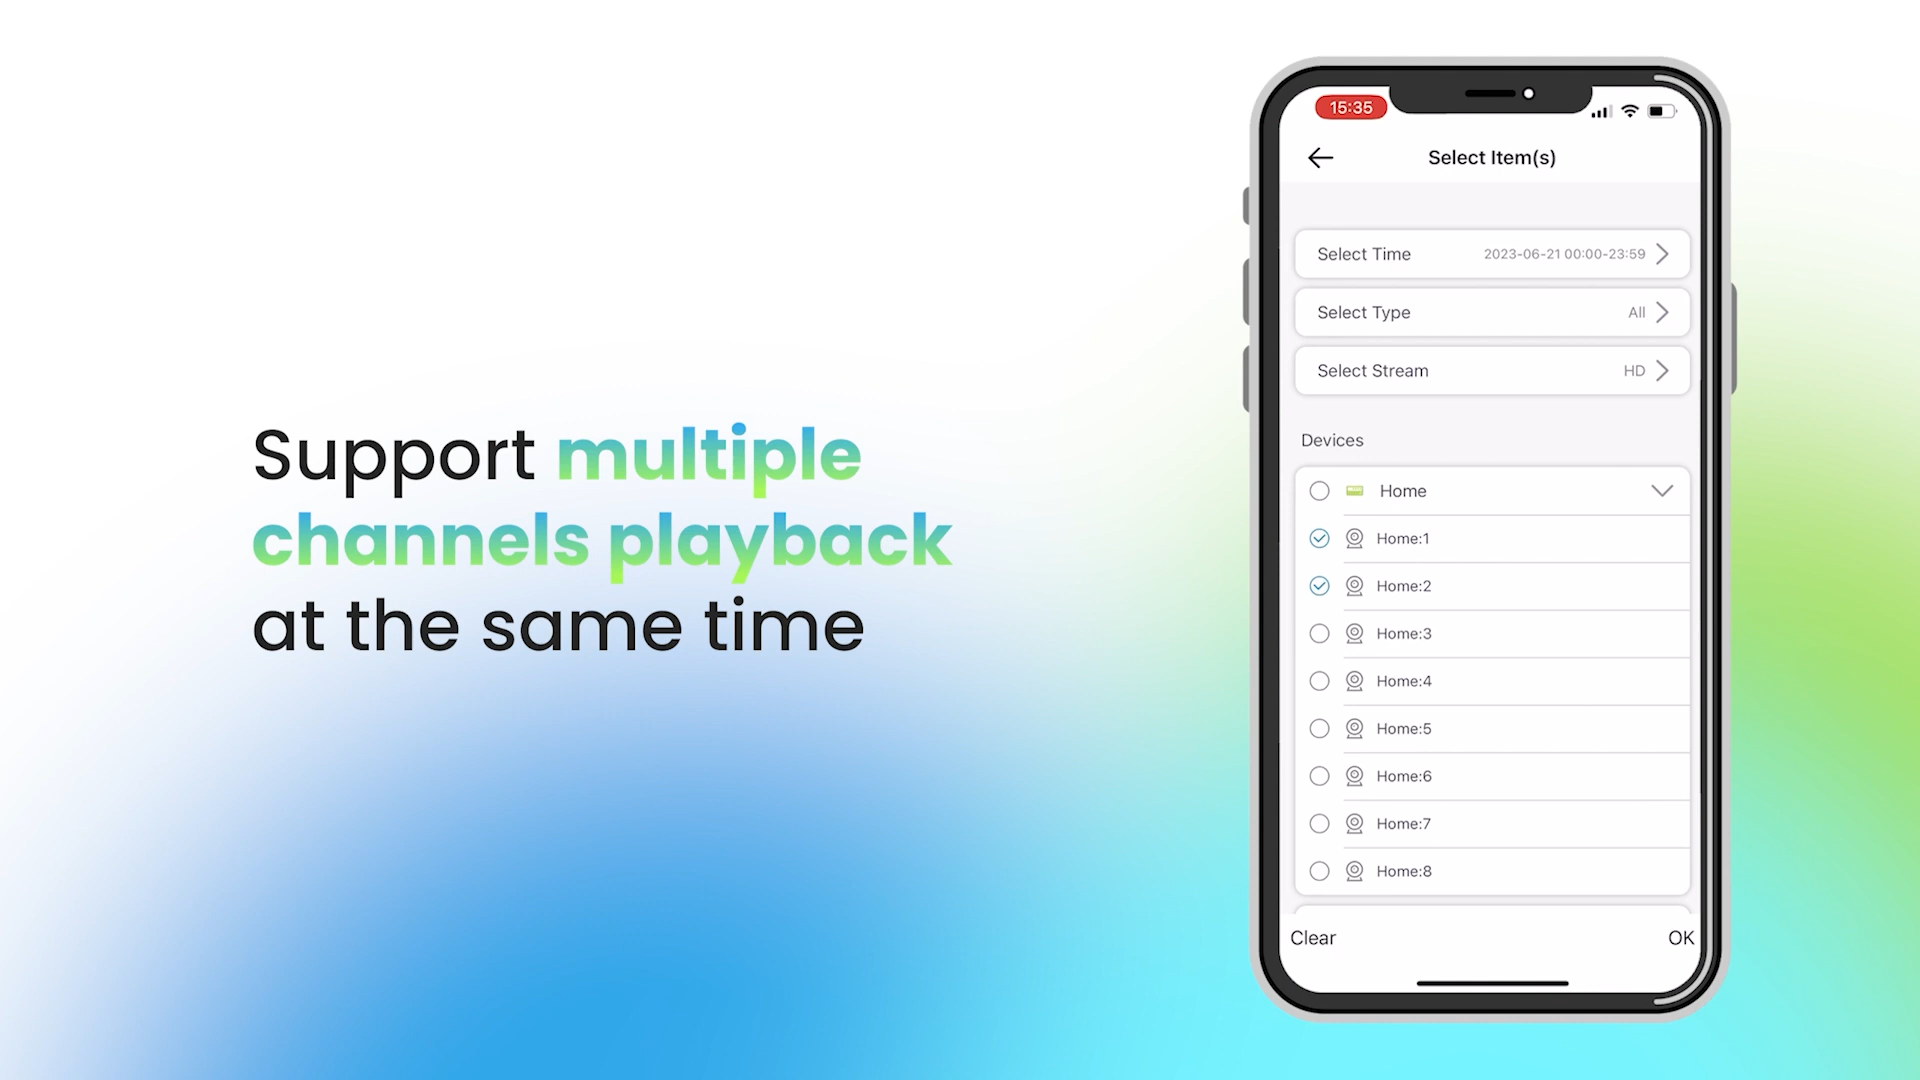 Support multiple
channels playback
at the same time
15:35
Select Item(s)
Select Time 2023-06-21 00:00-23:59
Select Type All
Select Stream HD
Devices
Home
Home:1
Home:2
Home:3
Home:4
Home:5
Home:6
Home:7
Home:8
Clear OK